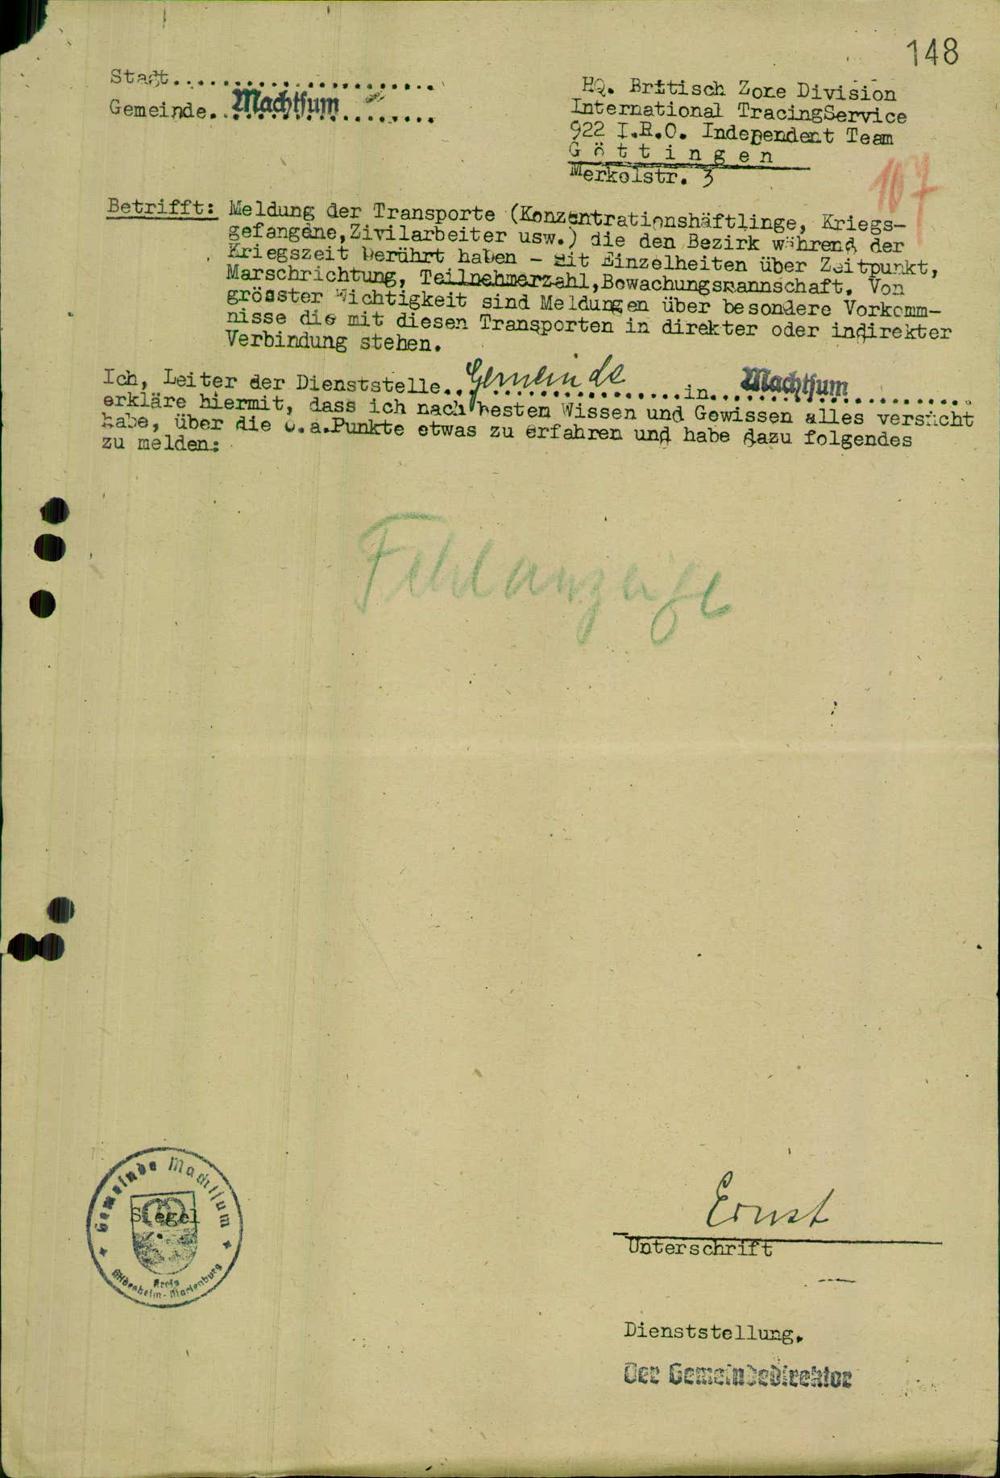 148
Stadt......................
Gemeinde. Machtsum
HQ. Brïtisch Zone Division
International TracingService
922 I.R.O. Independent Team
Göttingen
Merkelstr. 3
107
Betrifft: Meldung der Transporte (Konzentrationshäftlinge, Kriegs-
gefangene,Zivilarbeiter usw.) die den Bezirk während der
Kriegszeit berührt haben - mit Einzelheiten über Zeitpunkt,
Marschrichtung, Teilnehmerzahl,Bewachungsmannschaft. Von
grösster Wichtigkeit sind Meldungen über besondere Vorkomm-
nisse die mit diesen Transporten in direkter oder indirekter
Verbindung stehen.
Ich, Leiter der Dienststelle..Gemeinde.....in..Machtsum..........
erkläre hiermit, dass ich nach besten Wissen und Gewissen alles versucht
habe, über die o.a.Punkte etwas zu erfahren und habe dazu folgendes
zu melden:
Fehlanzeige
Gemeinde Machtsum
Siegel
Kreis
Hildesheim-Marienburg
Ernst
Unterschrift
Dienststellung.
Der Gemeindedirektor